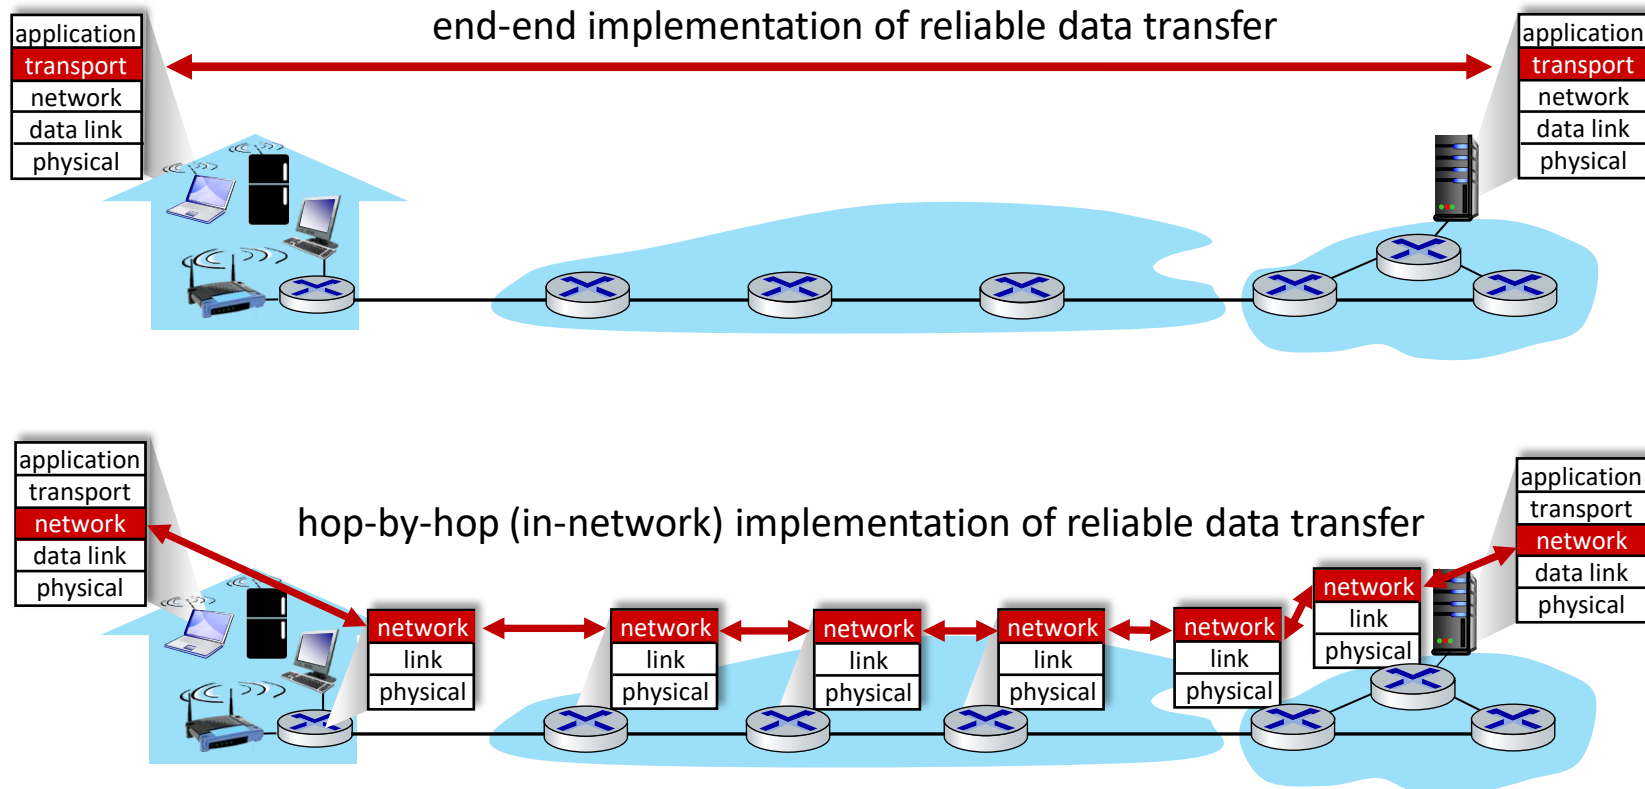 end-end implementation of reliable data transfer
application
transport
network
data link
physical
application
transport
network
data link
physical
hop-by-hop (in-network) implementation of reliable data transfer
application
transport
network
data link
physical
network
link
physical
network
link
physical
network
link
physical
network
link
physical
network
link
physical
network
link
physical
application
transport
network
data link
physical